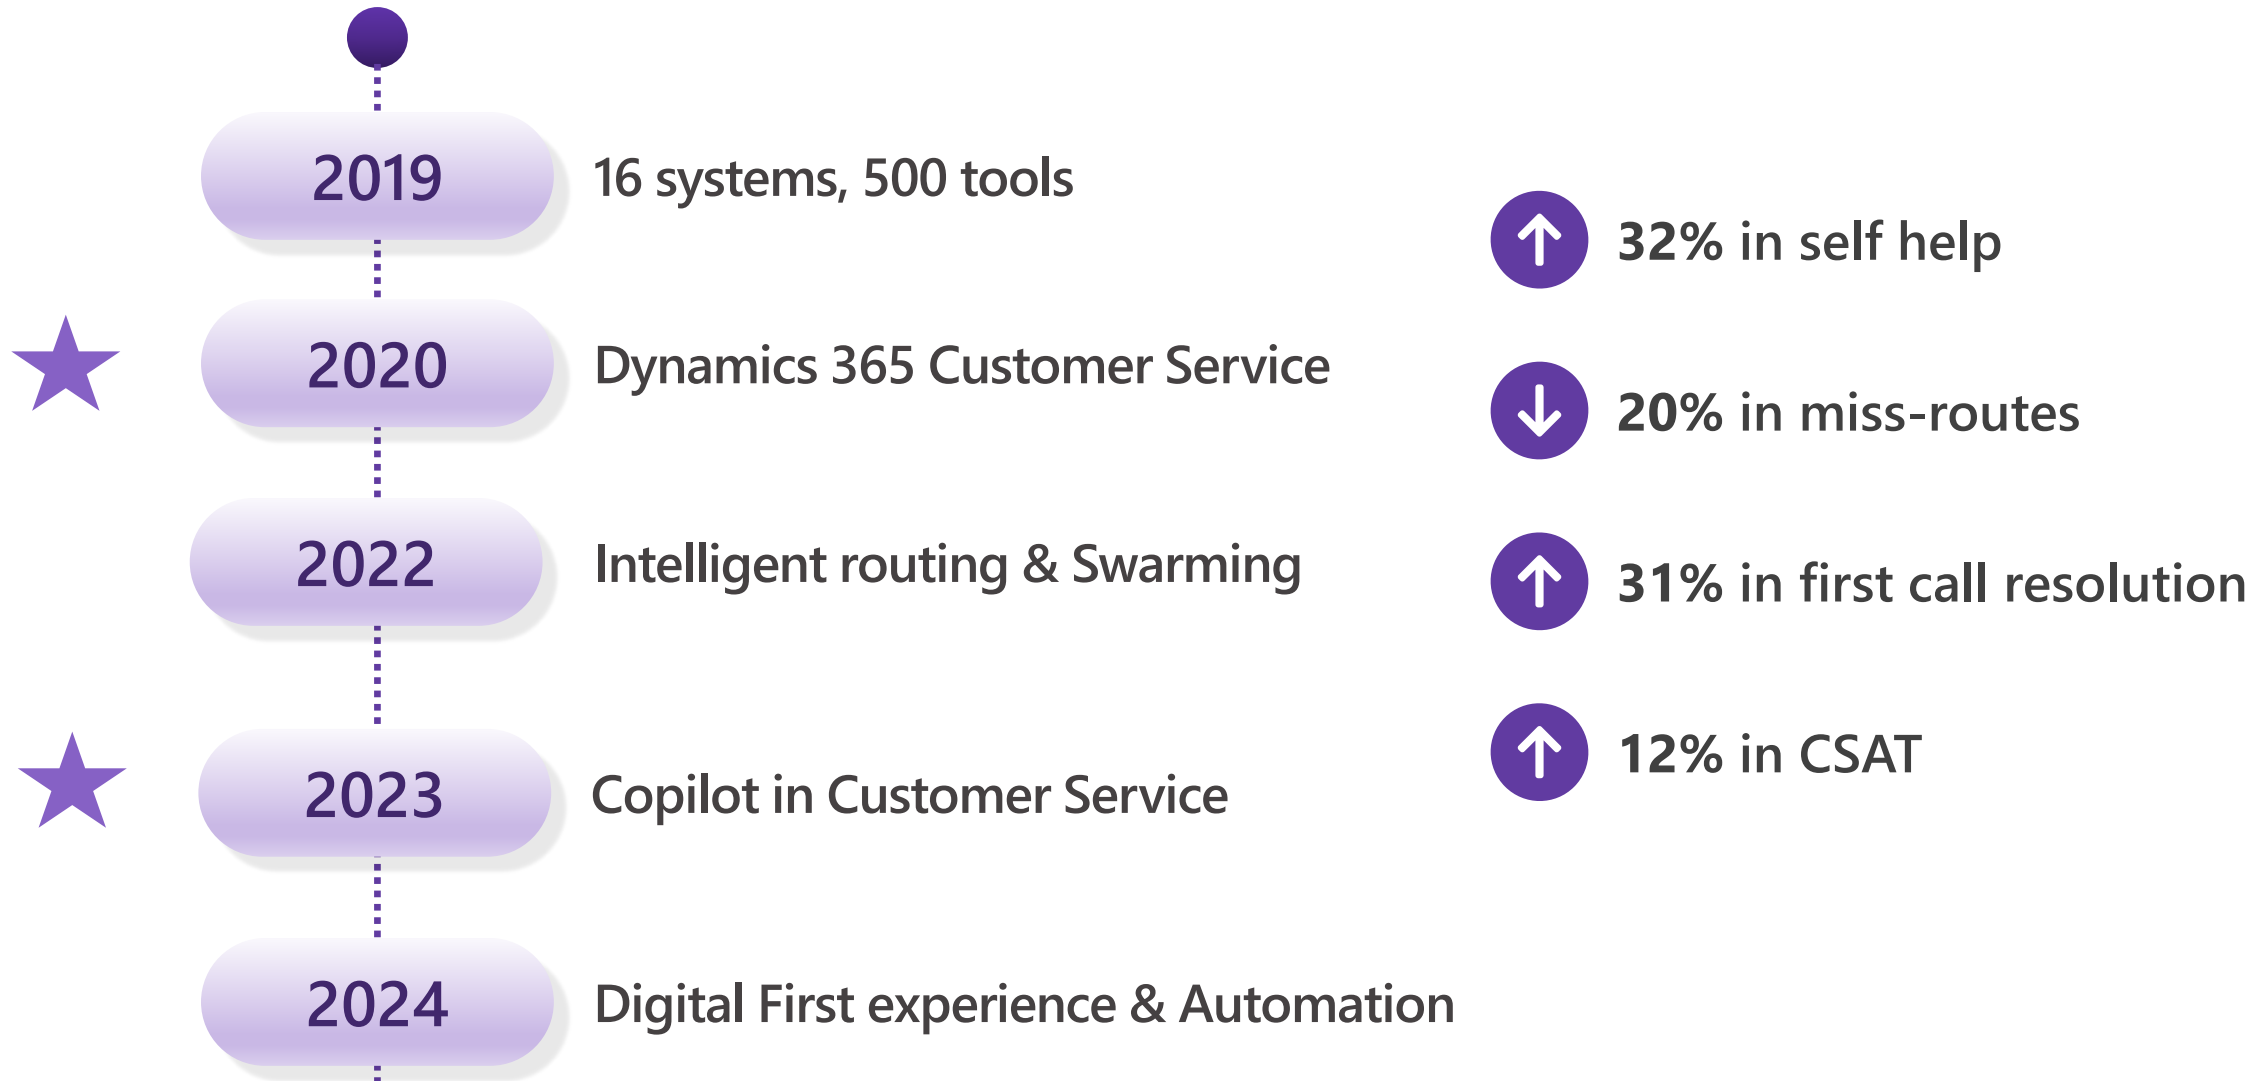 2019
16 systems, 500 tools
2020
Dynamics 365 Customer Service
2022
Intelligent routing & Swarming
2023
Copilot in Customer Service
2024
Digital First experience & Automation
32% in self help
20% in miss-routes
31% in first call resolution
12% in CSAT